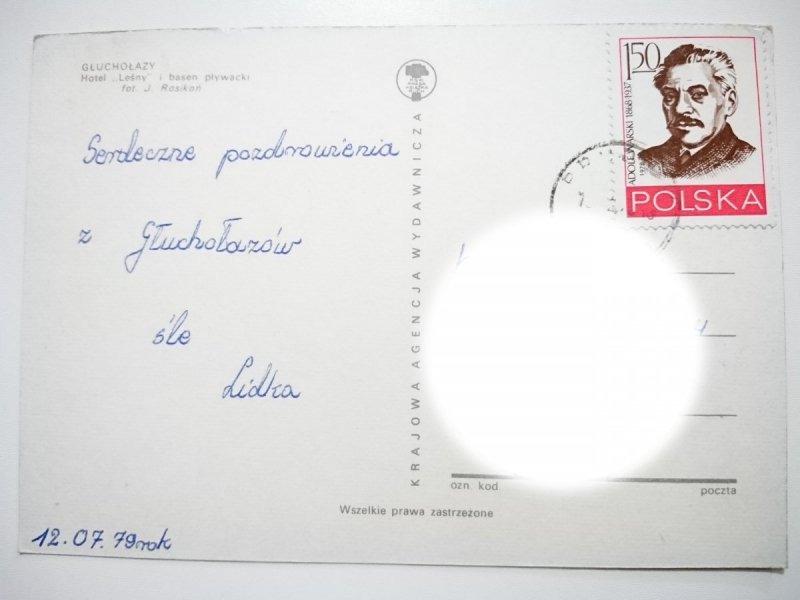 GŁUCHOŁAZY
Hotel „Leśny" i basen pływacki
fot. J. Rosikoń
Serdeczne pozdrowienia
z Głuchołazów
śle
Lidka
12.07.79 rok
KRAJOWA AGENCJA WYDAWNICZA
Wszelkie prawa zastrzeżone
1,50
ADOLF WARSKI 1868-1937
POLSKA
ozn. kod.
poczta